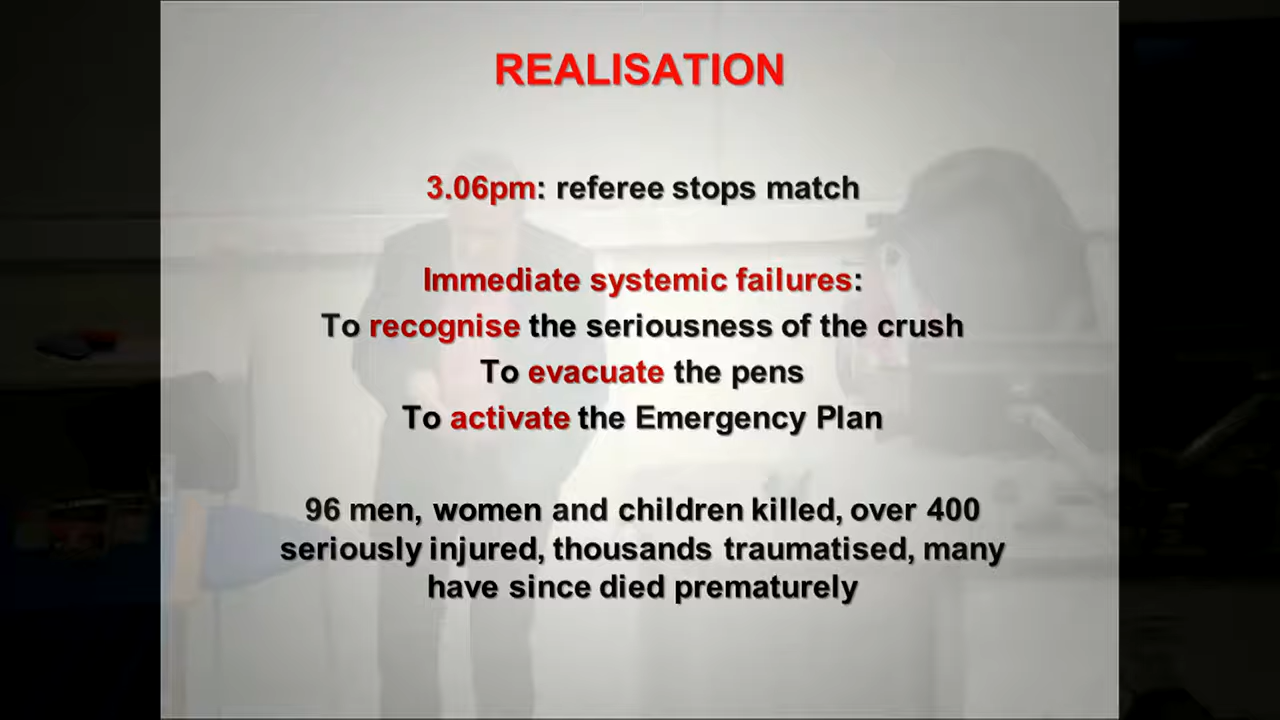 REALISATION
3.06pm: referee stops match
Immediate systemic failures:
To recognise the seriousness of the crush
To evacuate the pens
To activate the Emergency Plan
96 men, women and children killed, over 400
seriously injured, thousands traumatised, many
have since died prematurely